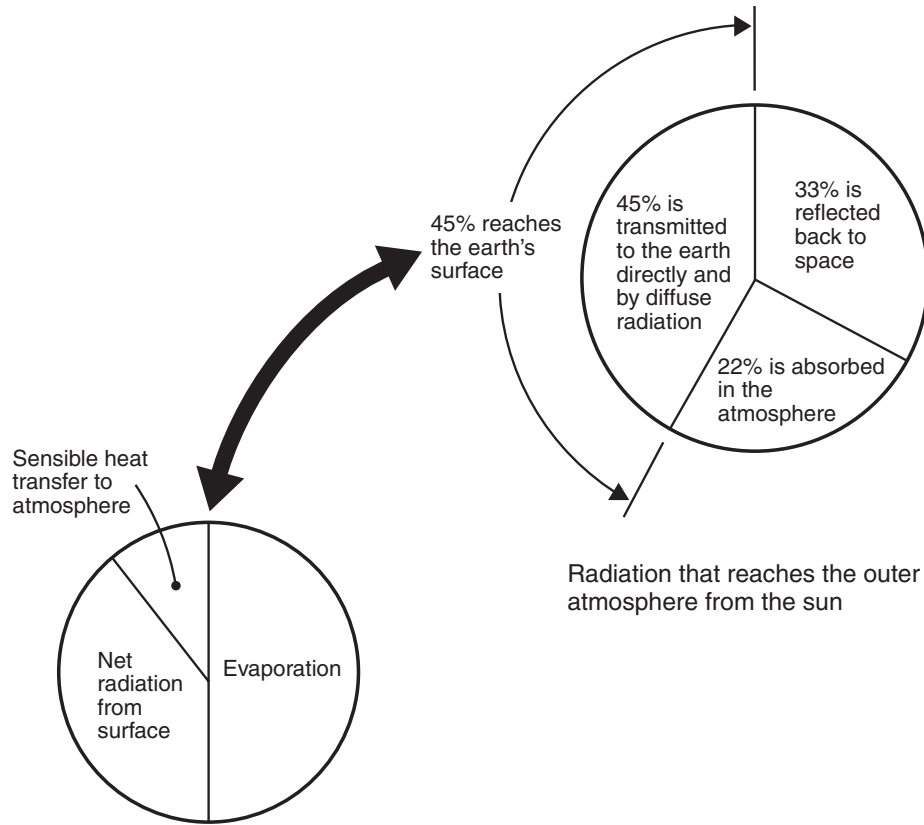 45% reaches
the earth's
surface
45% is
transmitted
to the earth
directly and
by diffuse
radiation
33% is
reflected
back to
space
22% is absorbed
in the
atmosphere
Radiation that reaches the outer
atmosphere from the sun
Sensible heat
transfer to
atmosphere
Net
radiation
from
surface
Evaporation